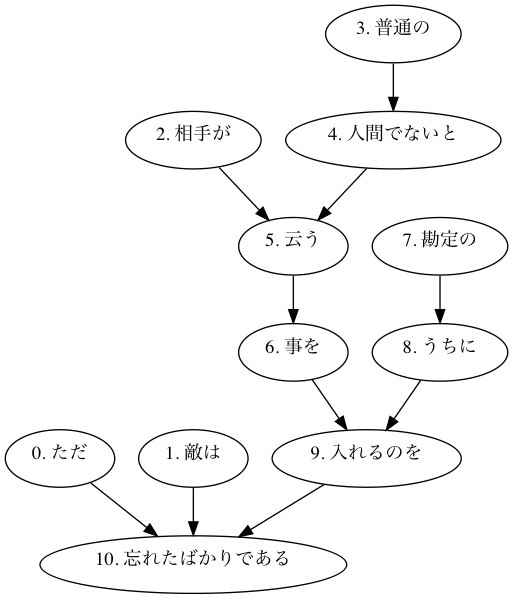 3. 普通の
2. 相手が
4. 人間でないと
5. 云う
7. 勘定の
6. 事を
8. うちに
0. ただ
1. 敵は
9. 入れるのを
10. 忘れたばかりである